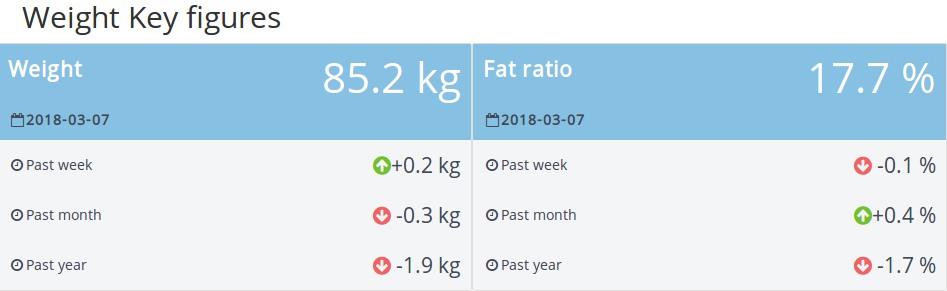 Weight Key figures
Weight 85.2 kg
2018-03-07
Past week +0.2 kg
Past month -0.3 kg
Past year -1.9 kg
Fat ratio 17.7 %
2018-03-07
Past week -0.1 %
Past month +0.4 %
Past year -1.7 %